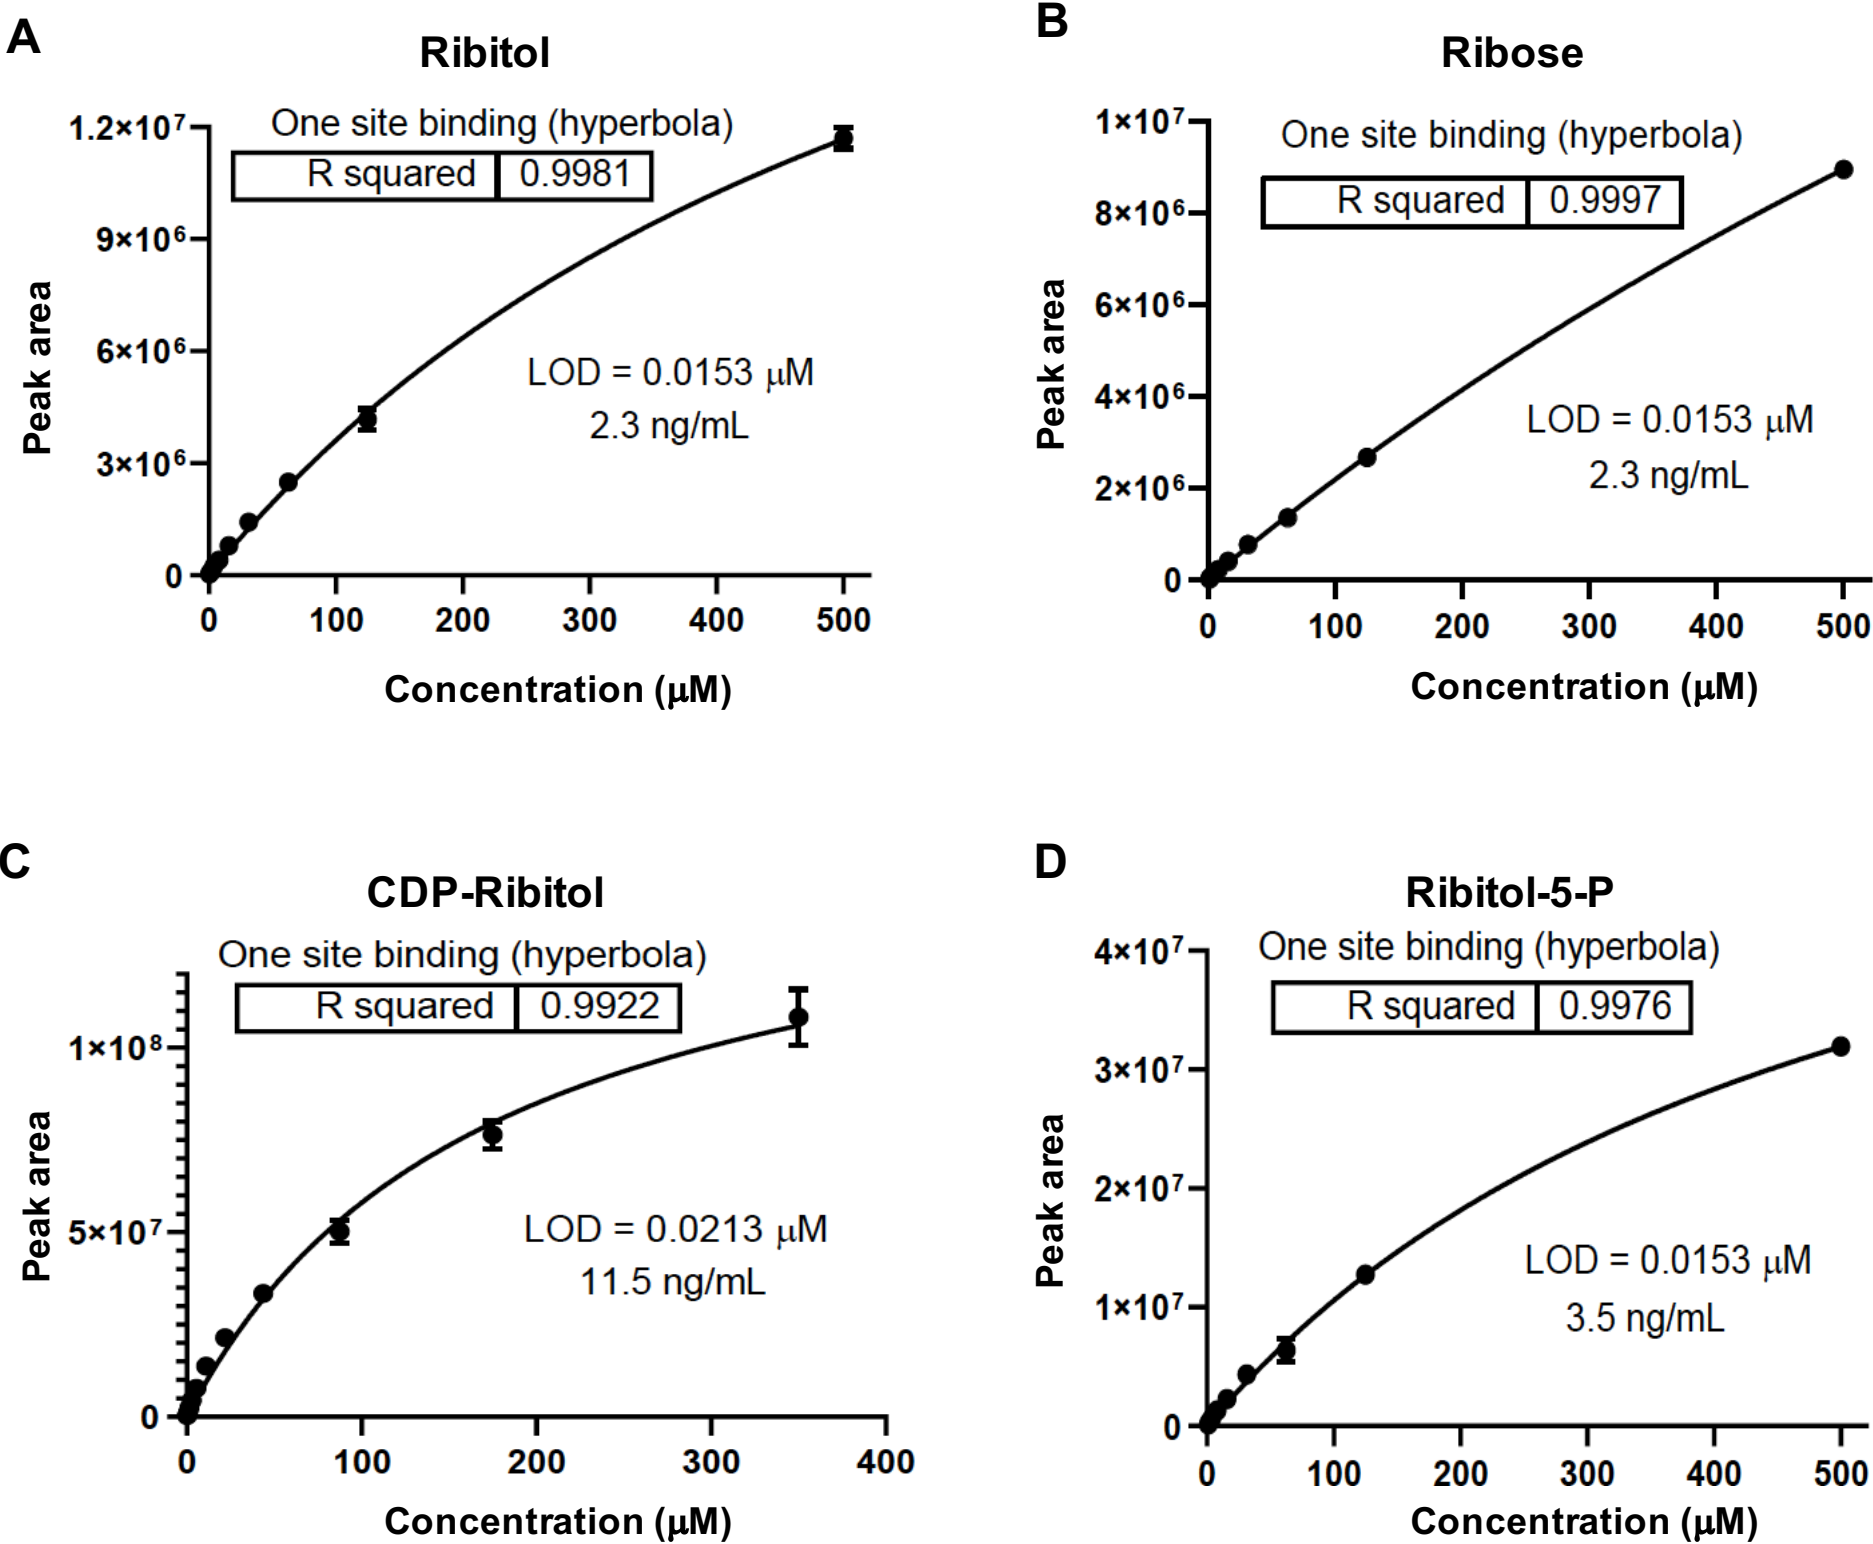 A
Ribitol
One site binding (hyperbola)
R squared 0.9981
1.2×10⁷
9×10⁶
6×10⁶
3×10⁶
0
Peak area
LOD = 0.0153 μM
2.3 ng/mL
0 100 200 300 400 500
Concentration (μM)
B
Ribose
One site binding (hyperbola)
R squared 0.9997
1×10⁷
8×10⁶
6×10⁶
4×10⁶
2×10⁶
0
Peak area
LOD = 0.0153 μM
2.3 ng/mL
0 100 200 300 400 500
Concentration (μM)
C
CDP-Ribitol
One site binding (hyperbola)
R squared 0.9922
1×10⁸
5×10⁷
0
Peak area
LOD = 0.0213 μM
11.5 ng/mL
0 100 200 300 400
Concentration (μM)
D
Ribitol-5-P
One site binding (hyperbola)
R squared 0.9976
4×10⁷
3×10⁷
2×10⁷
1×10⁷
0
Peak area
LOD = 0.0153 μM
3.5 ng/mL
0 100 200 300 400 500
Concentration (μM)